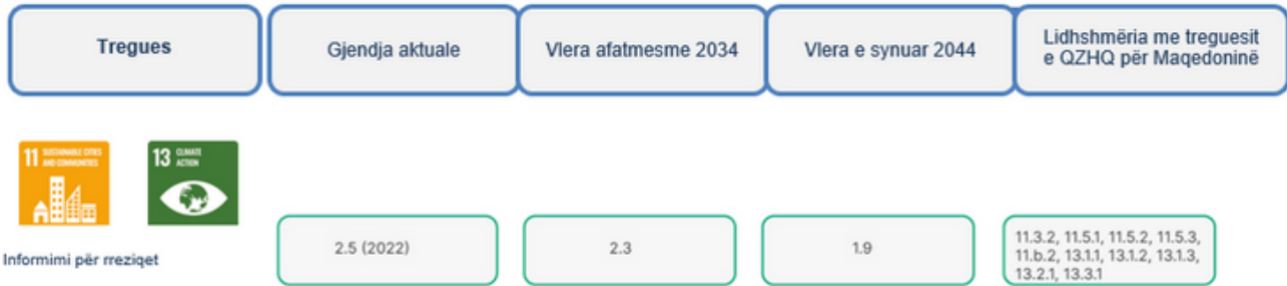 Tregues
Gjendja aktuale
Vlera afatmesme 2034
Vlera e synuar 2044
Lidhshmëria me treguesit
e QZHQ për Maqedoninë
11 SUSTAINABLE CITIES
AND COMMUNITIES
13 CLIMATE
ACTION
Informimi për rreziqet
2.5 (2022)
2.3
1.9
11.3.2, 11.5.1, 11.5.2, 11.5.3,
11.b.2, 13.1.1, 13.1.2, 13.1.3,
13.2.1, 13.3.1